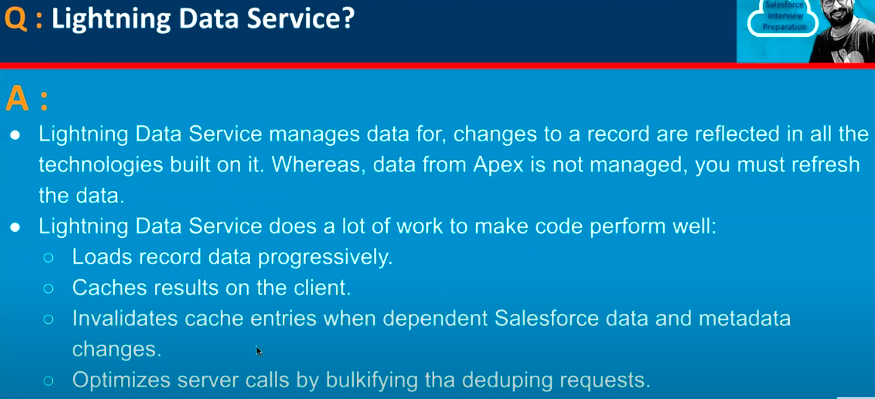 Q : Lightning Data Service?
Salesforce
Interview
Preparation
A :
● Lightning Data Service manages data for, changes to a record are reflected in all the
technologies built on it. Whereas, data from Apex is not managed, you must refresh
the data.
● Lightning Data Service does a lot of work to make code perform well:
○ Loads record data progressively.
○ Caches results on the client.
○ Invalidates cache entries when dependent Salesforce data and metadata
changes.
○ Optimizes server calls by bulkifying tha deduping requests.